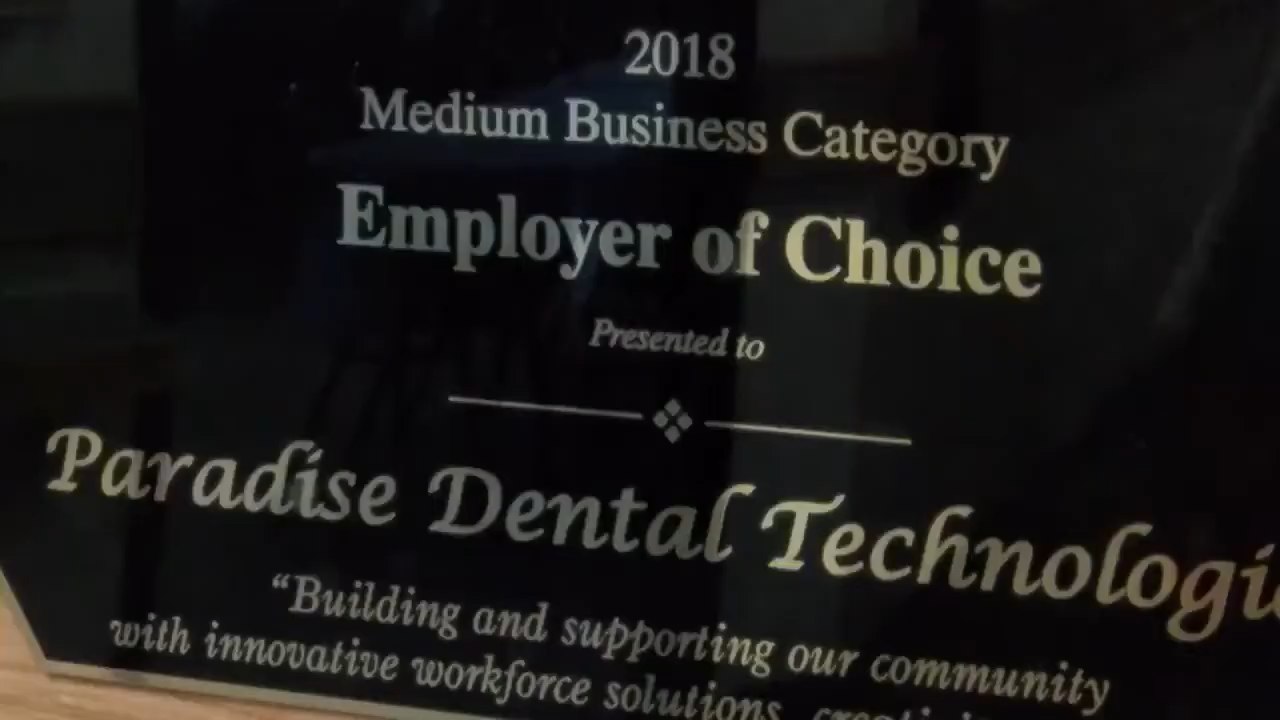 2018
Medium Business Category
Employer of Choice
Presented to
Paradise Dental Technologi
“Building and supporting our community
with innovative workforce solutions,